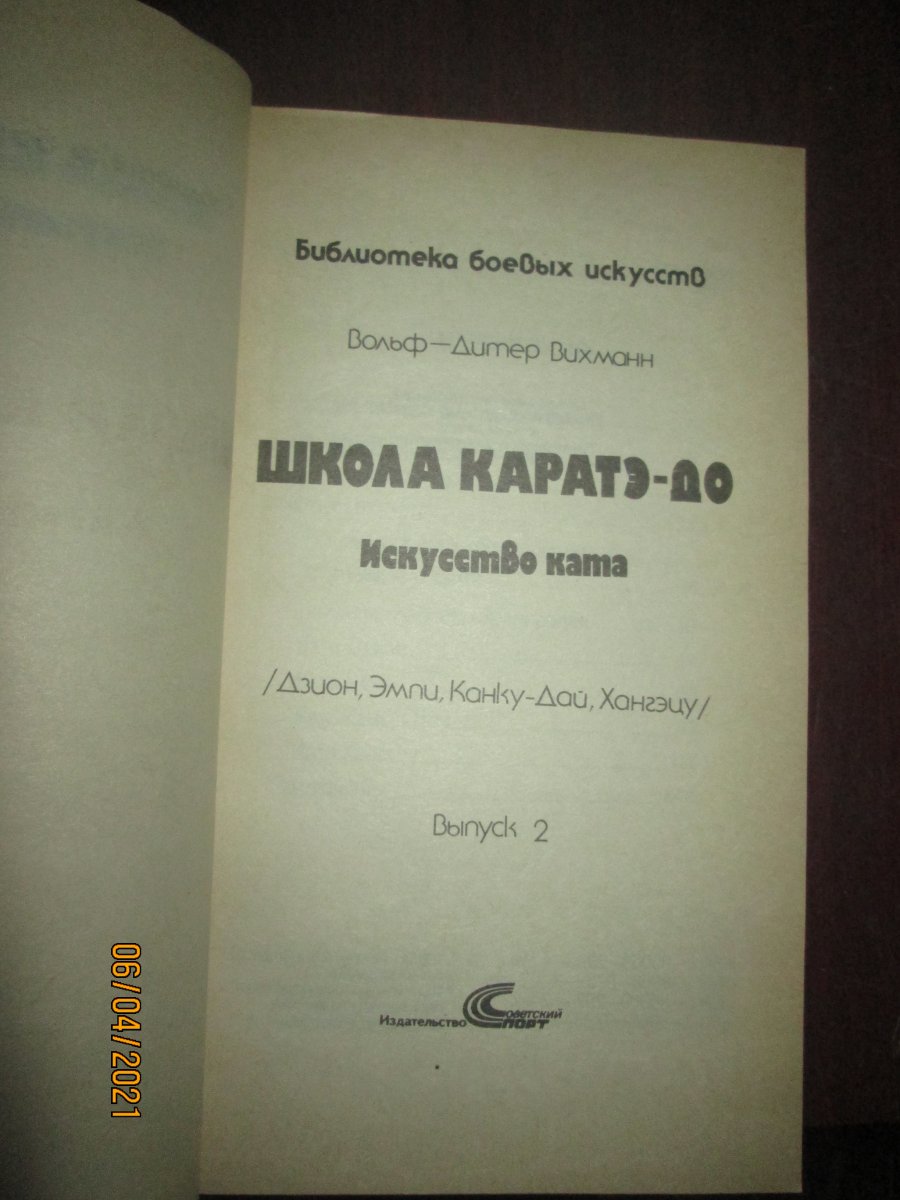 Библиотека боевых искусств
Вольф—Дитер Вихманн
ШКОЛА КАРАТЭ-ДО
Искусство ката
/Дзион, Эмпи, Канку-Дай, Хангэцу/
Выпуск 2
Издательство Советский Спорт
06/04/2021